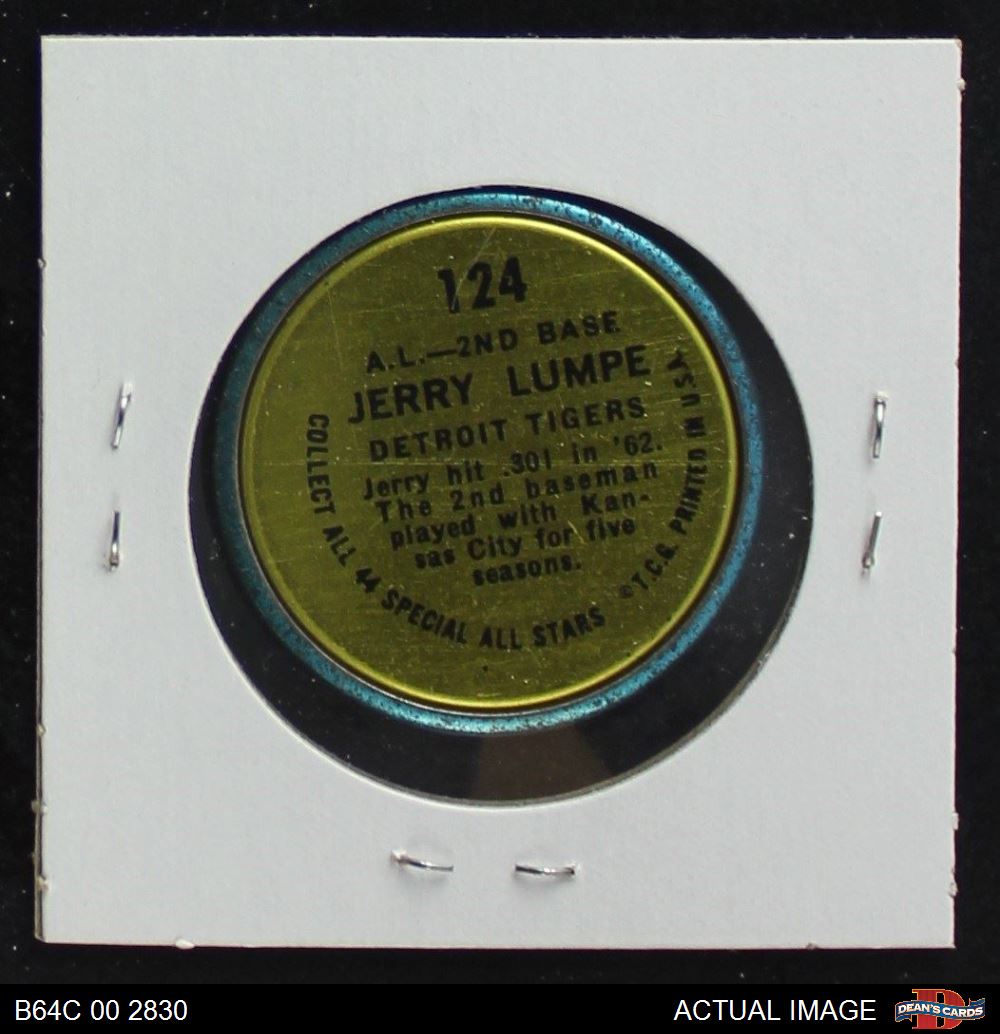 124
A.L.—2ND BASE
JERRY LUMPE
DETROIT TIGERS
Jerry hit .301 in '62.
The 2nd baseman
played with Kan-
sas City for five
seasons.
COLLECT ALL 44 SPECIAL ALL STARS
©T.C.G. PRINTED IN USA
B64C 00 2830
ACTUAL IMAGE
D
DEAN'S CARDS